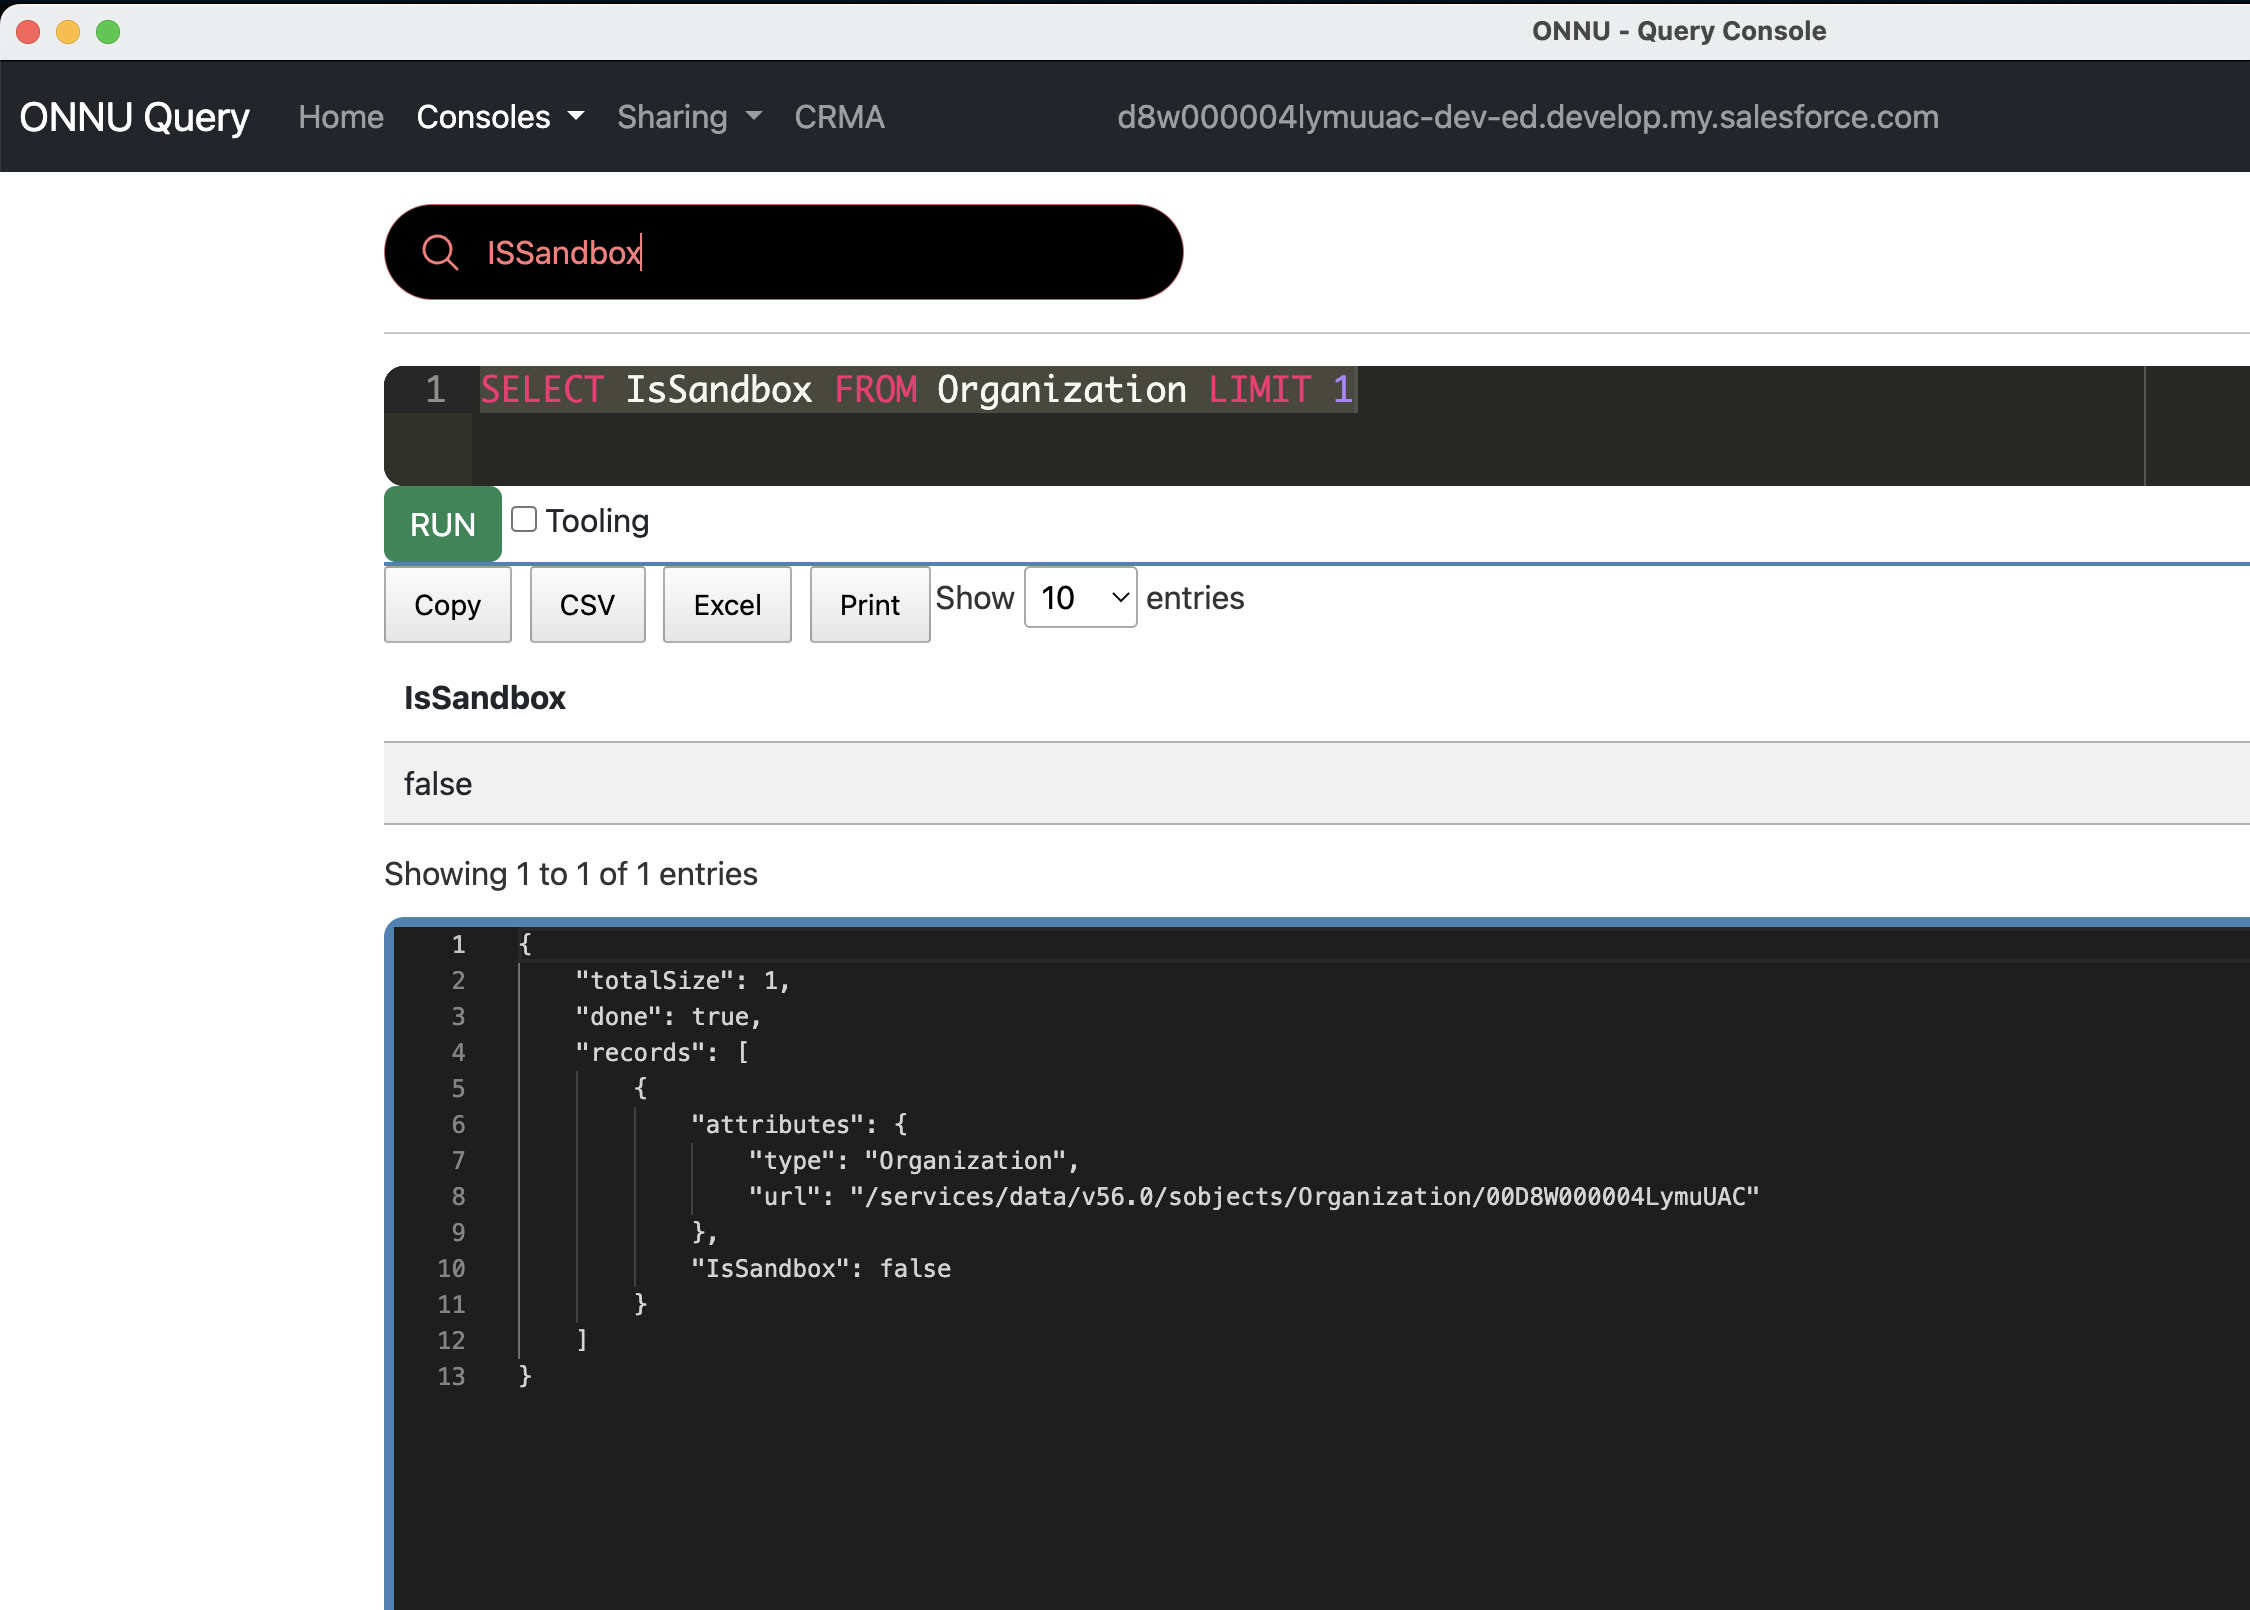 ONNU - Query Console
ONNU Query Home Consoles Sharing CRMA d8w000004lymuuac-dev-ed.develop.my.salesforce.com
ISSandbox
1 SELECT IsSandbox FROM Organization LIMIT 1
RUN Tooling
Copy CSV Excel Print Show 10 entries
IsSandbox
false
Showing 1 to 1 of 1 entries
1 {
2 "totalSize": 1,
3 "done": true,
4 "records": [
5 {
6 "attributes": {
7 "type": "Organization",
8 "url": "/services/data/v56.0/sobjects/Organization/00D8W000004LymuUAC"
9 },
10 "IsSandbox": false
11 }
12 ]
13 }